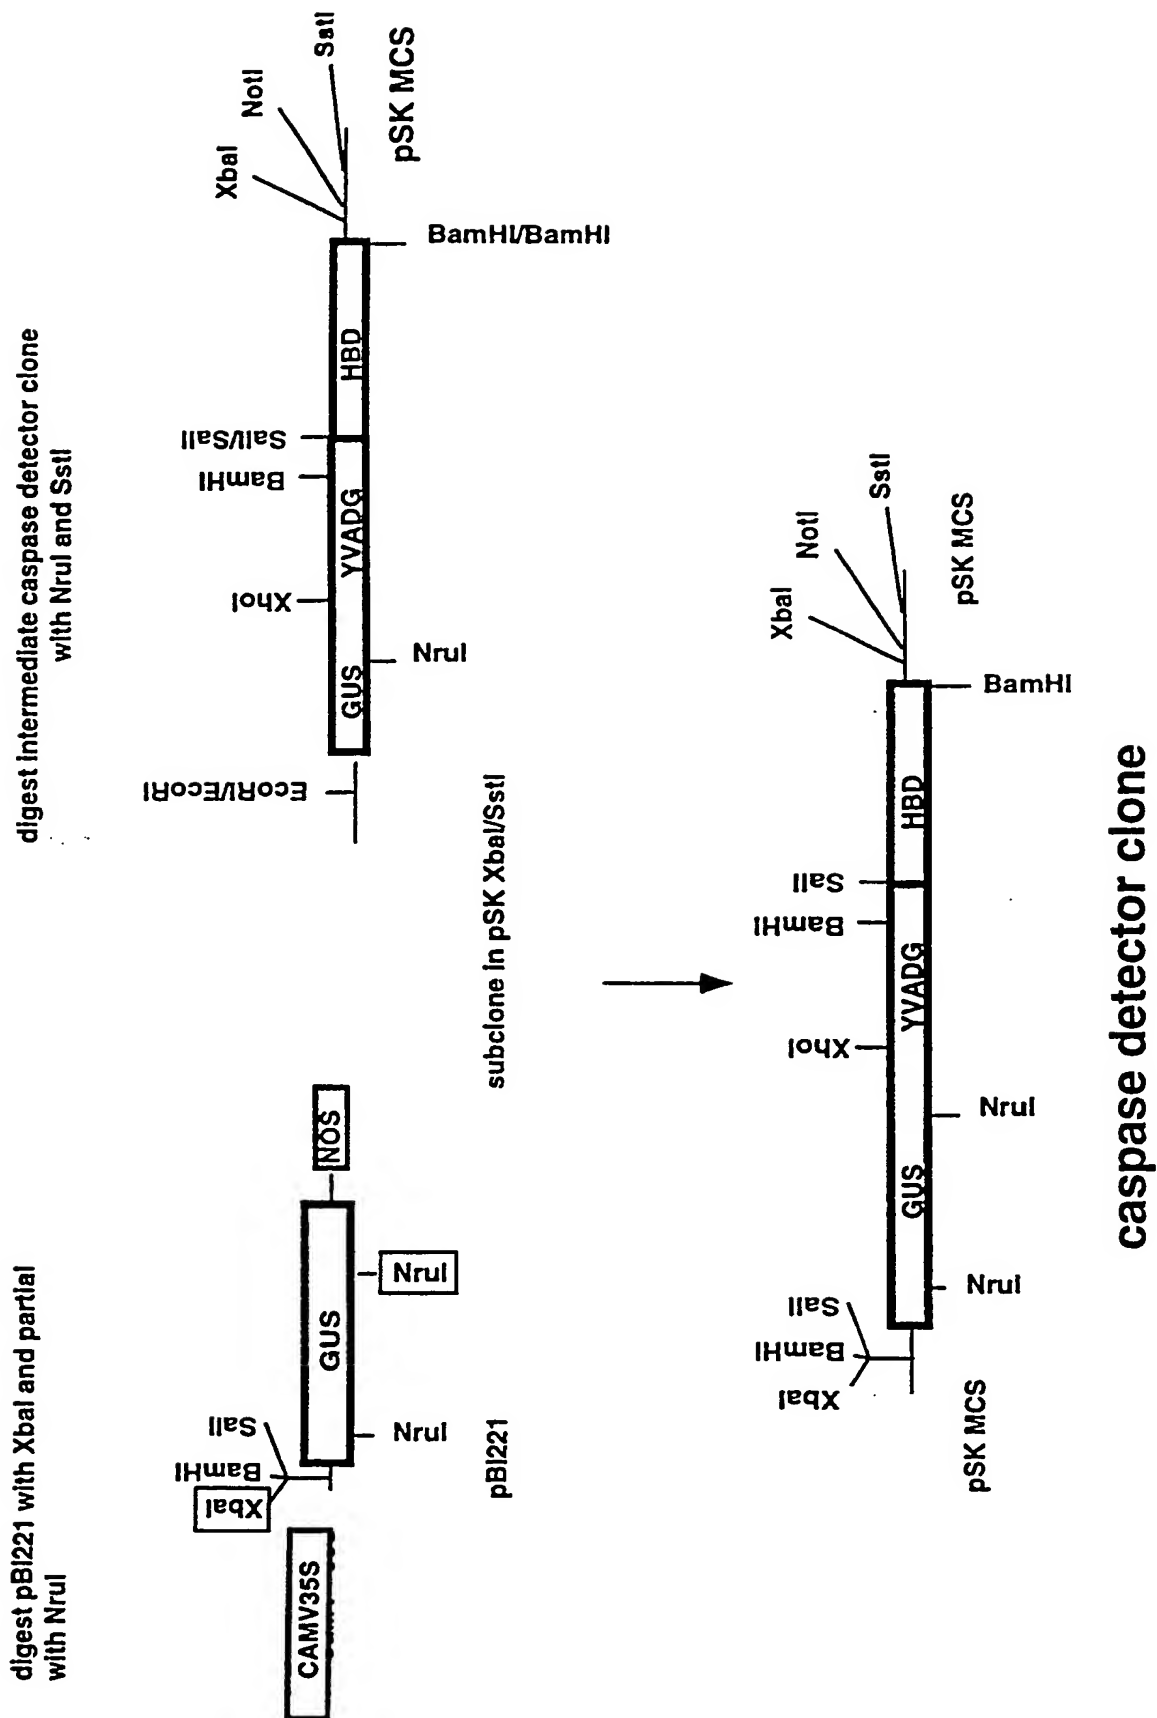 digest pBI221 with XbaI and partial
with NruI
CAMV35S
XbaI
BamHI
SalI
GUS
NruI
NruI
NOS
pBI221
digest intermediate caspase detector clone
with NruI and SstI
EcoRI/EcoRI
GUS
NruI
XhoI
YVADG
BamHI
SalI/SalI
HBD
BamHI/BamHI
XbaI
NotI
SstI
pSK MCS
subclone in pSK XbaI/SstI
XbaI
BamHI
SalI
pSK MCS
NruI
GUS
NruI
XhoI
YVADG
BamHI
SalI
HBD
BamHI
XbaI
NotI
SstI
pSK MCS
caspase detector clone